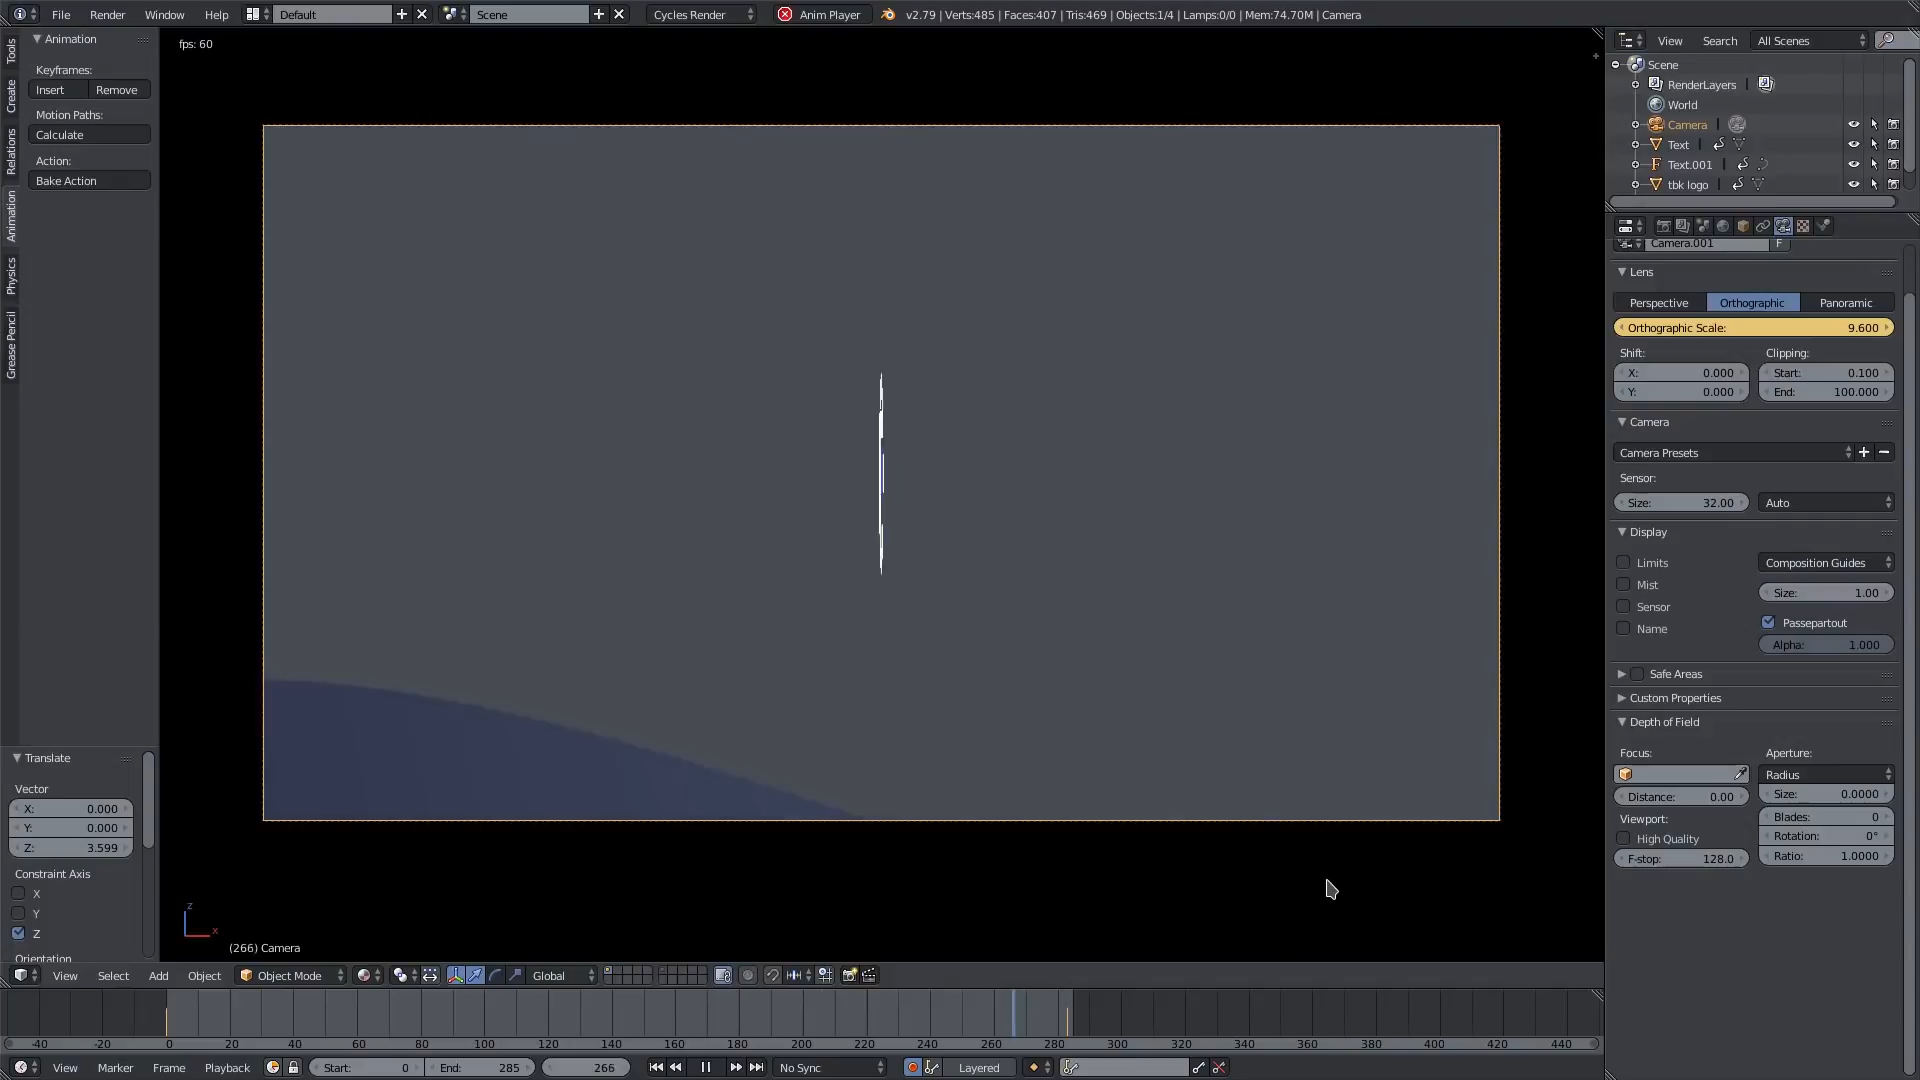 File Render Window Help Default Scene Cycles Render Anim Player v2.79 | Verts:485 | Faces:407 | Tris:469 | Objects:1/4 | Lamps:0/0 | Mem:74.70M | Camera
Tools
Create
Relations
Animation
Physics
Grease Pencil
Animation
Keyframes:
Insert Remove
Motion Paths:
Calculate
Action:
Bake Action
Translate
Vector
X: 0.000
Y: 0.000
Z: 3.599
Constraint Axis
X
Y
Z
Orientation
fps: 60
z
x
(266) Camera
View Select Add Object Object Mode Global
-40 -20 0 20 40 60 80 100 120 140 160 180 200 220 240 260 280 300 320 340 360 380 400 420 440
View Marker Frame Playback Start: 0 End: 285 266 No Sync Layered
View Search All Scenes
Scene
RenderLayers
World
Camera
Text
F Text.001
tbk logo
Camera.001 F
Lens
Perspective Orthographic Panoramic
Orthographic Scale: 9.600
Shift: Clipping:
X: 0.000 Start: 0.100
Y: 0.000 End: 100.000
Camera
Camera Presets
Sensor:
Size: 32.00 Auto
Display
Limits Composition Guides
Mist Size: 1.00
Sensor
Name Passepartout
Alpha: 1.000
Safe Areas
Custom Properties
Depth of Field
Focus: Aperture:
Radius
Distance: 0.00 Size: 0.0000
Viewport: Blades: 0
High Quality Rotation: 0°
F-stop: 128.0 Ratio: 1.0000